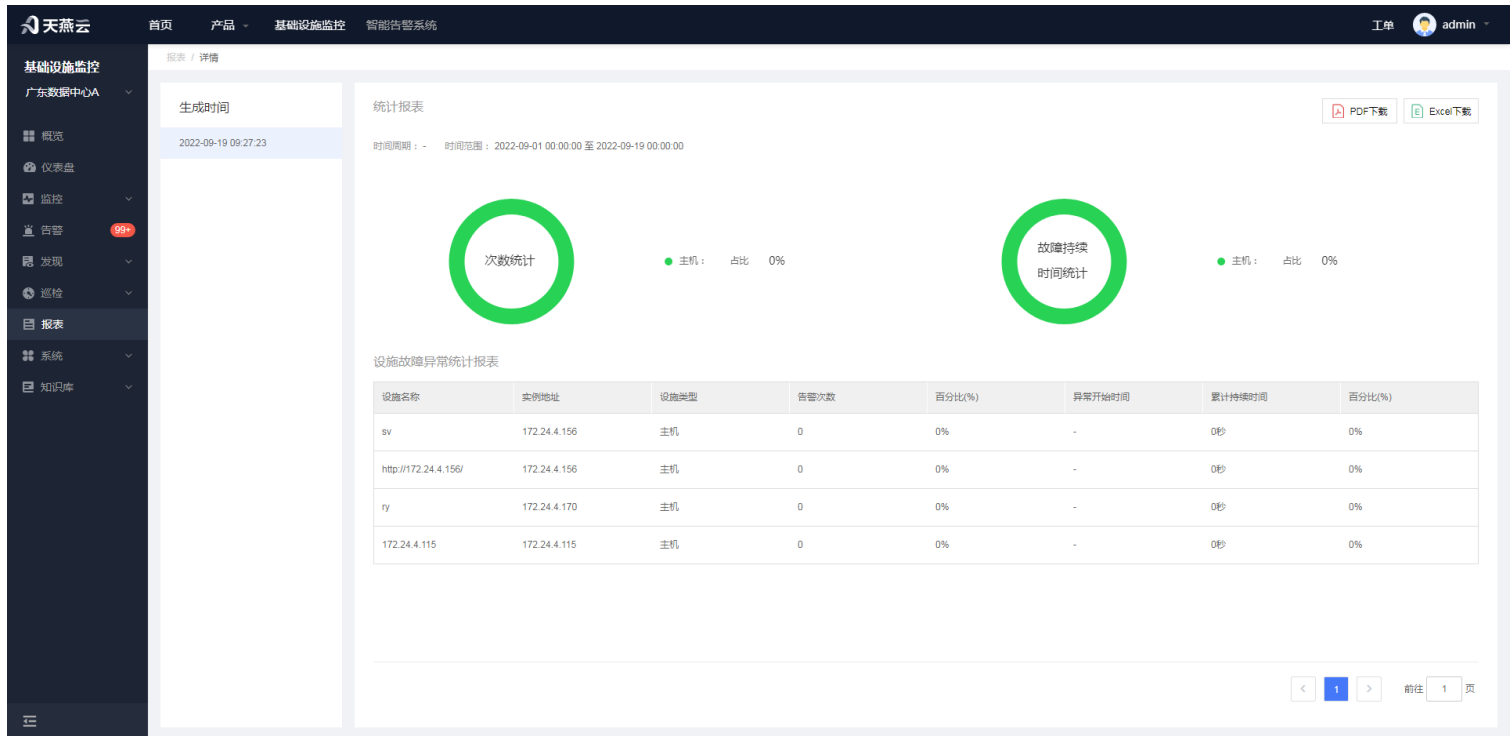 天燕云 首页 产品 基础设施监控 智能告警系统 工单 admin
基础设施监控
广东数据中心A
概览
仪表盘
监控
告警 99+
发现
巡检
报表
系统
知识库
报表 / 详情
生成时间
2022-09-19 09:27:23
统计报表 PDF下载 Excel下载
时间周期： - 时间范围： 2022-09-01 00:00:00 至 2022-09-19 00:00:00
次数统计 主机： 占比 0%
故障持续
时间统计
主机： 占比 0%
设施故障异常统计报表
设施名称 实例地址 设施类型 告警次数 百分比(%) 异常开始时间 累计持续时间 百分比(%)
sv 172.24.4.156 主机 0 0% - 0秒 0%
http://172.24.4.156/ 172.24.4.156 主机 0 0% - 0秒 0%
ry 172.24.4.170 主机 0 0% - 0秒 0%
172.24.4.115 172.24.4.115 主机 0 0% - 0秒 0%
1 前往 1 页